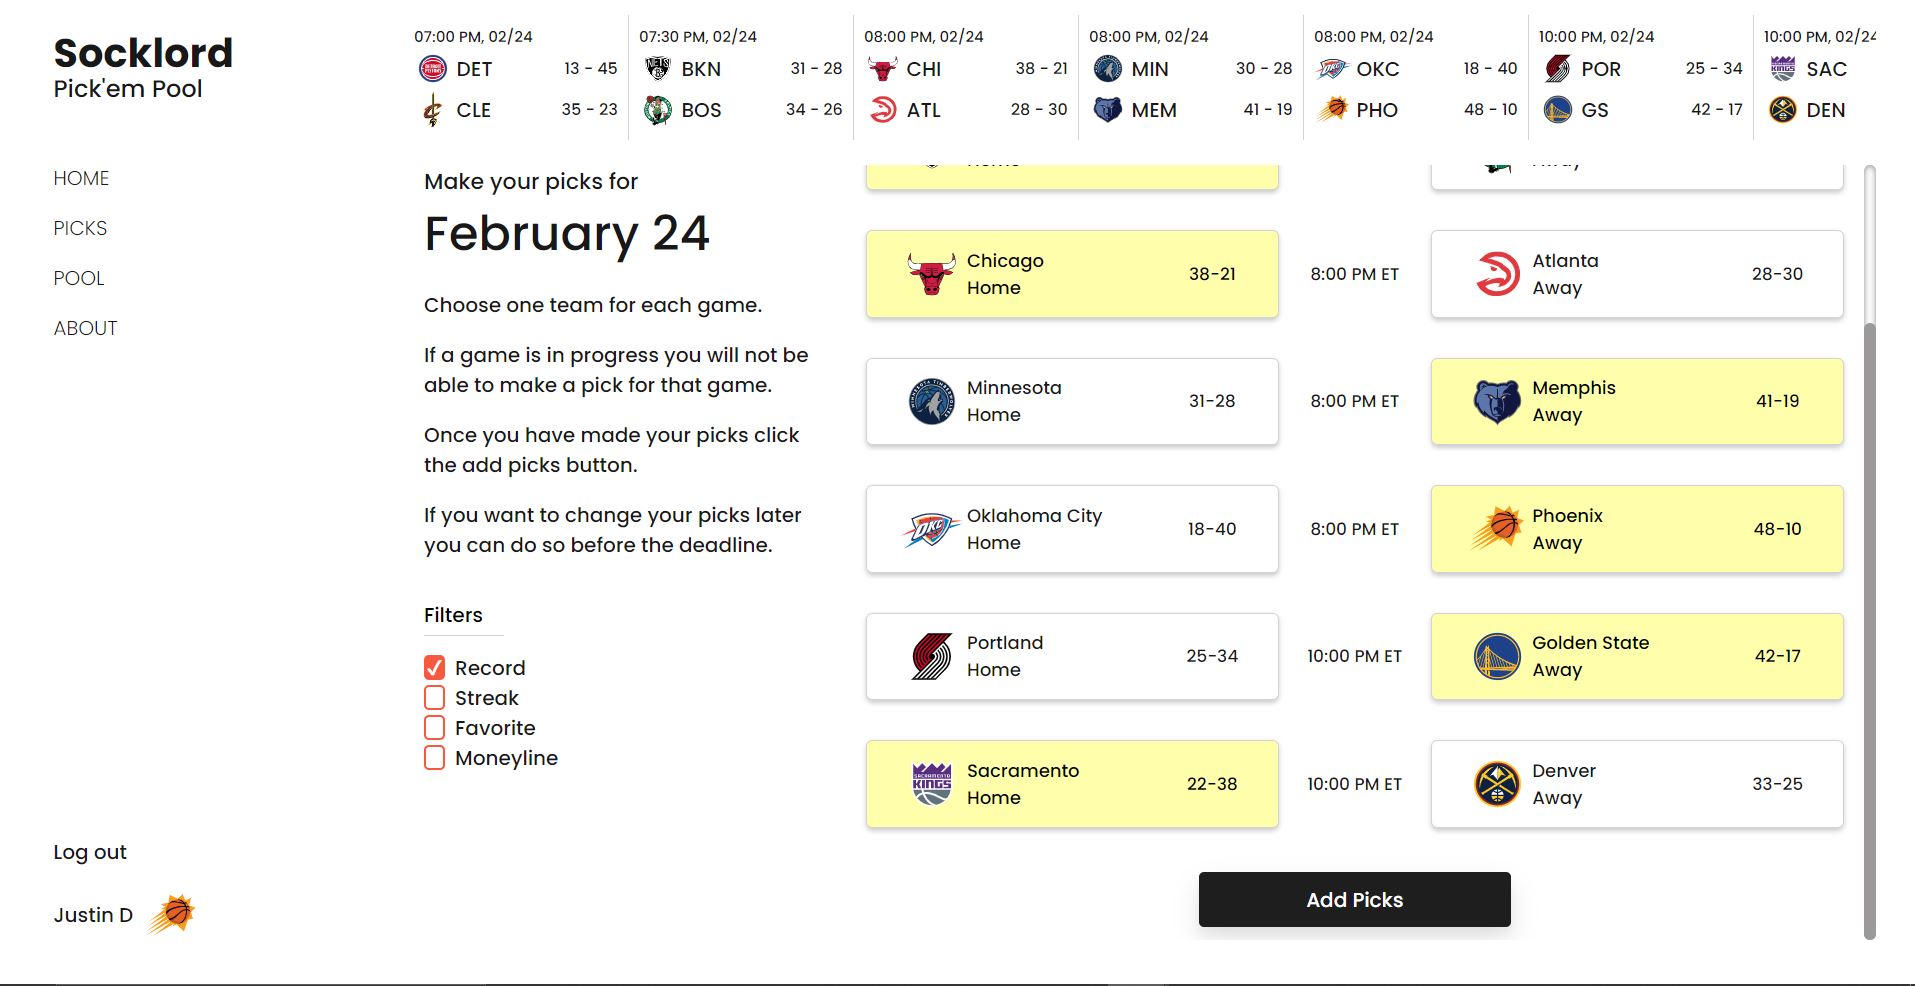 Socklord
Pick'em Pool
07:00 PM, 02/24
DET 13 - 45
CLE 35 - 23
07:30 PM, 02/24
BKN 31 - 28
BOS 34 - 26
08:00 PM, 02/24
CHI 38 - 21
ATL 28 - 30
08:00 PM, 02/24
MIN 30 - 28
MEM 41 - 19
08:00 PM, 02/24
OKC 18 - 40
PHO 48 - 10
10:00 PM, 02/24
POR 25 - 34
GS 42 - 17
10:00 PM, 02/24
SAC
DEN
HOME
PICKS
POOL
ABOUT
Log out
Justin D
Make your picks for
February 24
Choose one team for each game.
If a game is in progress you will not be
able to make a pick for that game.
Once you have made your picks click
the add picks button.
If you want to change your picks later
you can do so before the deadline.
Filters
Record
Streak
Favorite
Moneyline
Chicago
Home
38-21
8:00 PM ET
Atlanta
Away
28-30
Minnesota
Home
31-28
8:00 PM ET
Memphis
Away
41-19
Oklahoma City
Home
18-40
8:00 PM ET
Phoenix
Away
48-10
Portland
Home
25-34
10:00 PM ET
Golden State
Away
42-17
Sacramento
Home
22-38
10:00 PM ET
Denver
Away
33-25
Add Picks